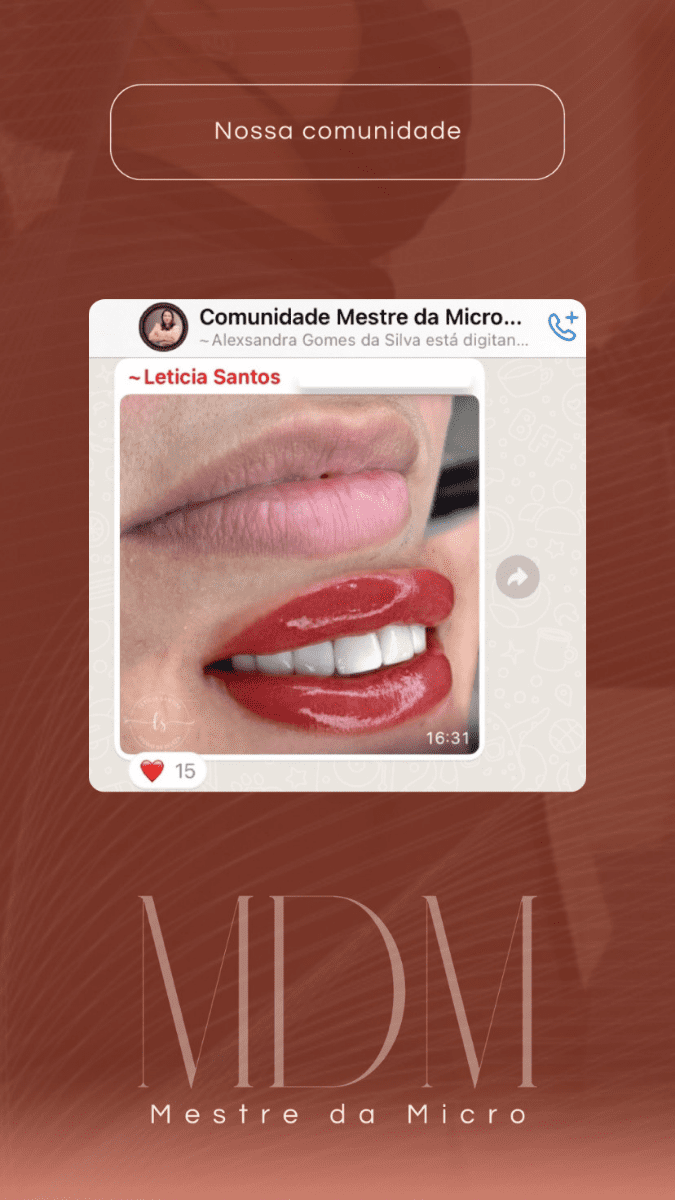 Nossa comunidade
Comunidade Mestre da Micro...
~Alexsandra Gomes da Silva está digitan...
~Leticia Santos
ls
16:31
15
MDM
Mestre da Micro